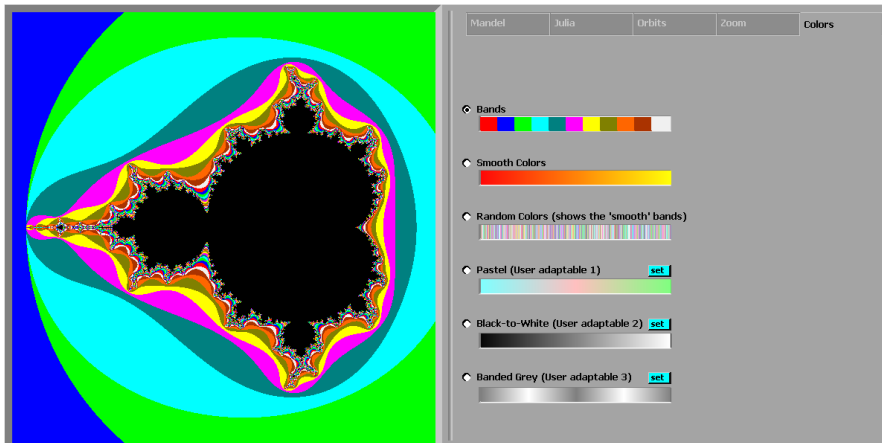 Mandel Julia Orbits Zoom Colors
Bands
Smooth Colors
Random Colors (shows the 'smooth' bands)
Pastel (User adaptable 1) set
Black-to-White (User adaptable 2) set
Banded Grey (User adaptable 3) set